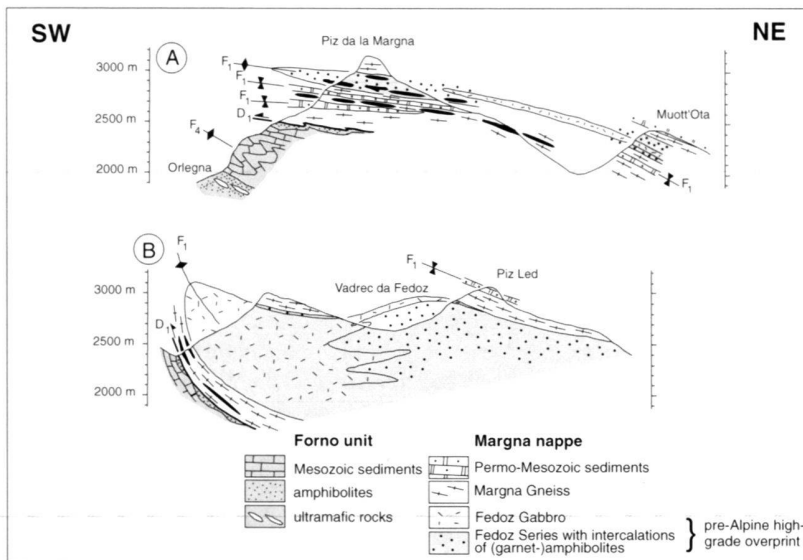 SW
NE
A
Piz da la Margna
3000 m
2500 m
2000 m
F1
F1
F1
D1
F4
Orlegna
Muott'Ota
F1
B
F1
F1
Piz Led
Vadrec da Fedoz
3000 m
2500 m
2000 m
D1
Forno unit
Mesozoic sediments
amphibolites
ultramafic rocks
Margna nappe
Permo-Mesozoic sediments
Margna Gneiss
Fedoz Gabbro
Fedoz Series with intercalations
of (garnet-)amphibolites
} pre-Alpine high-
grade overprint